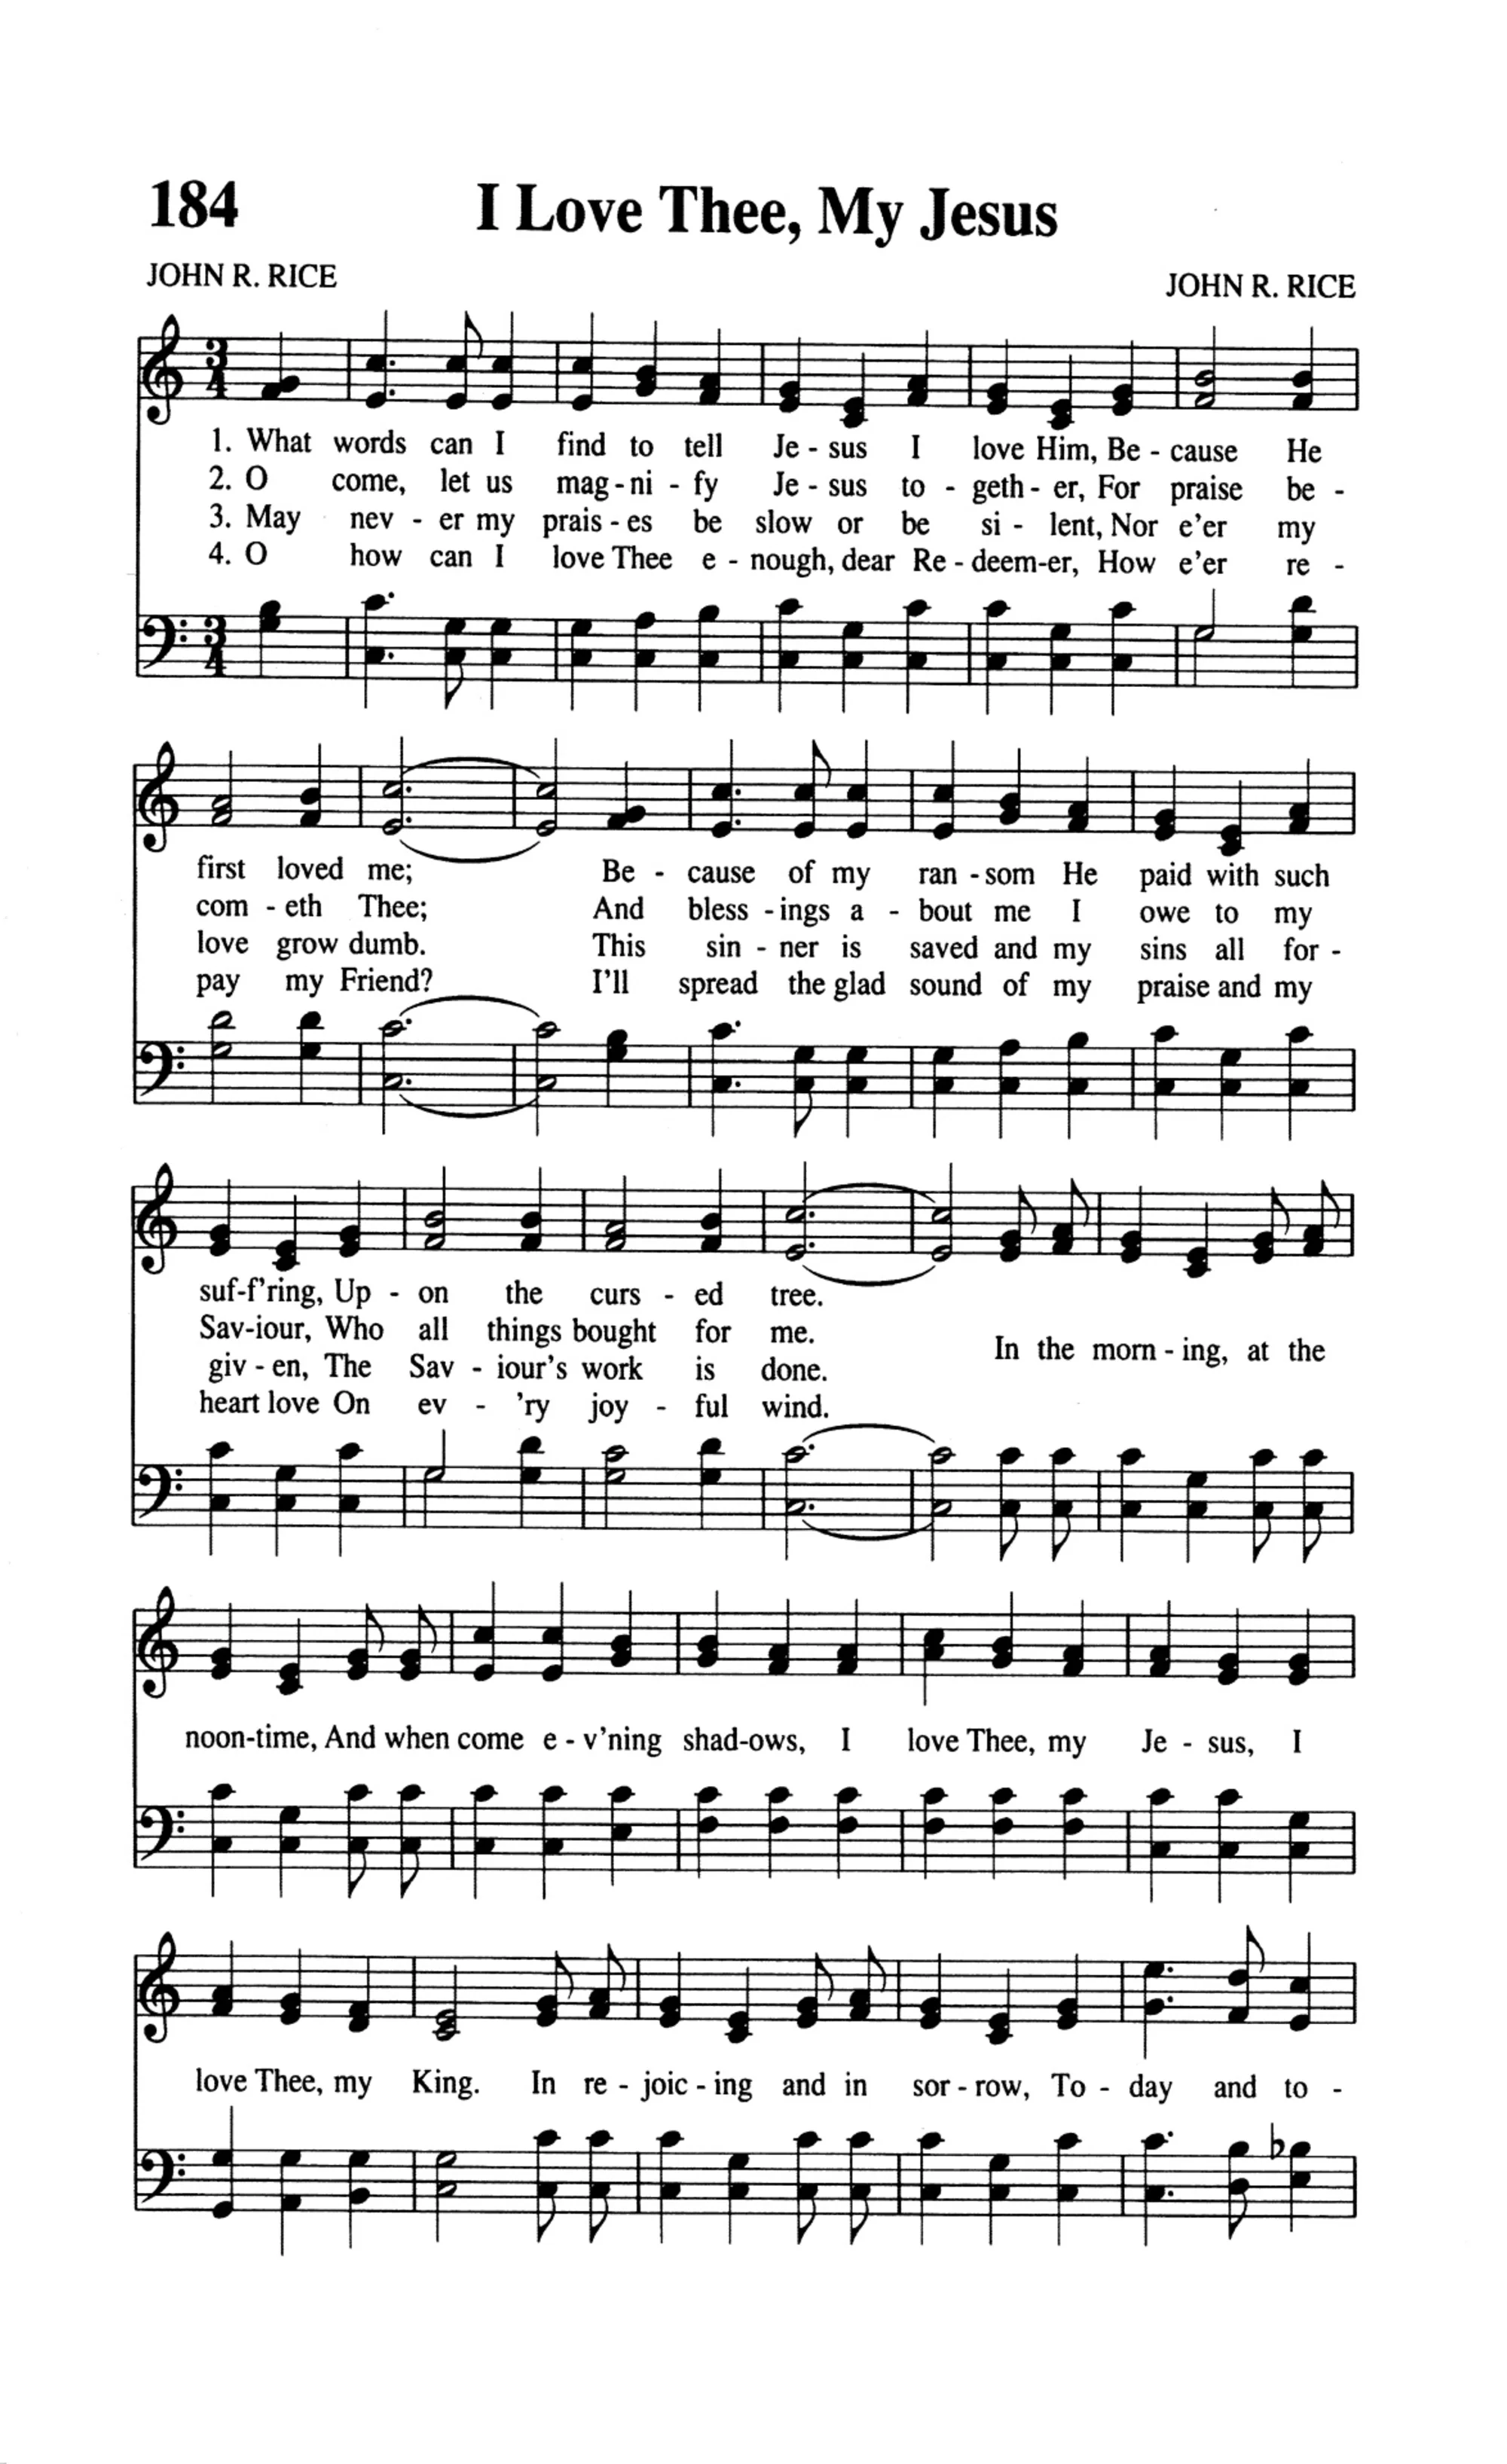 184 I Love Thee, My Jesus
JOHN R. RICE JOHN R. RICE
3 4
1. What words can I find to tell Je - sus I love Him, Be - cause He
2. O come, let us mag - ni - fy Je - sus to - geth - er, For praise be -
3. May nev - er my prais - es be slow or be si - lent, Nor e'er my
4. O how can I love Thee e - nough, dear Re - deem-er, How e'er re -
3 4
first loved me; Be - cause of my ran - som He paid with such
com - eth Thee; And bless - ings a - bout me I owe to my
love grow dumb. This sin - ner is saved and my sins all for -
pay my Friend? I'll spread the glad sound of my praise and my
suf-f'ring, Up - on the curs - ed tree.
Sav-iour, Who all things bought for me.
In the morn - ing, at the
giv - en, The Sav - iour's work is done.
heart love On ev - 'ry joy - ful wind.
noon-time, And when come e - v'ning shad-ows, I love Thee, my Je - sus, I
love Thee, my King. In re - joic - ing and in sor - row, To - day and to -